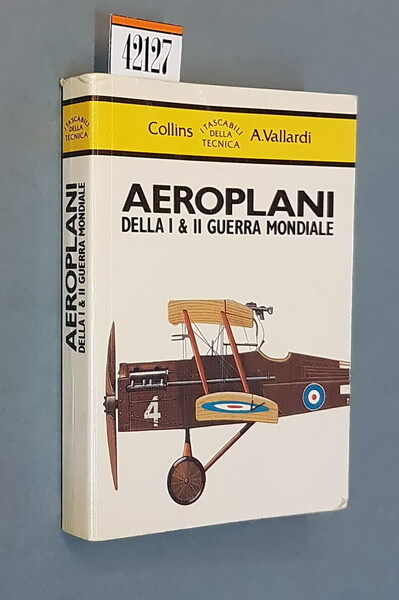 42127
Collins I TASCABILI DELLA TECNICA A.Vallardi
AEROPLANI
DELLA I & II GUERRA MONDIALE
4
I TASCABILI
DELLA
TECNICA
AEROPLANI
DELLA I & II GUERRA MONDIALE